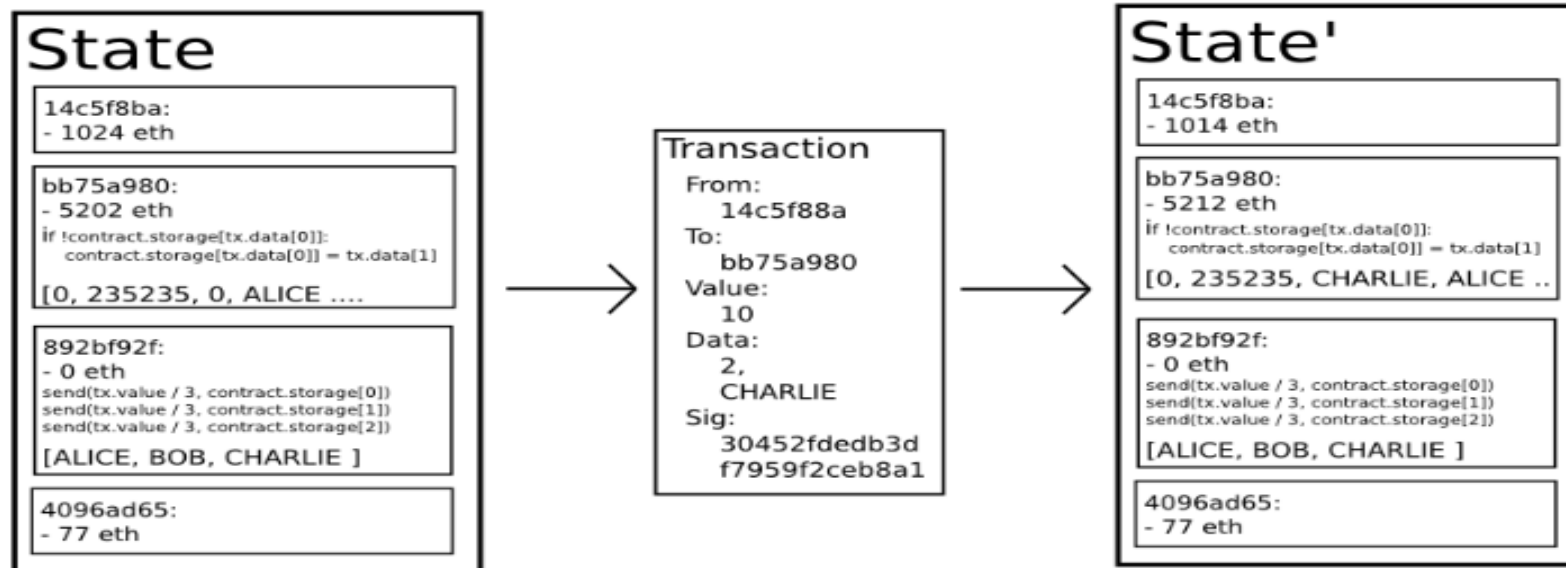 State
14c5f8ba:
- 1024 eth
bb75a980:
- 5202 eth
if !contract.storage[tx.data[0]]:
contract.storage[tx.data[0]] = tx.data[1]
[0, 235235, 0, ALICE ....
892bf92f:
- 0 eth
send(tx.value / 3, contract.storage[0])
send(tx.value / 3, contract.storage[1])
send(tx.value / 3, contract.storage[2])
[ALICE, BOB, CHARLIE ]
4096ad65:
- 77 eth
Transaction
From:
14c5f88a
To:
bb75a980
Value:
10
Data:
2,
CHARLIE
Sig:
30452fdedb3d
f7959f2ceb8a1
State'
14c5f8ba:
- 1014 eth
bb75a980:
- 5212 eth
if !contract.storage[tx.data[0]]:
contract.storage[tx.data[0]] = tx.data[1]
[0, 235235, CHARLIE, ALICE ..
892bf92f:
- 0 eth
send(tx.value / 3, contract.storage[0])
send(tx.value / 3, contract.storage[1])
send(tx.value / 3, contract.storage[2])
[ALICE, BOB, CHARLIE ]
4096ad65:
- 77 eth